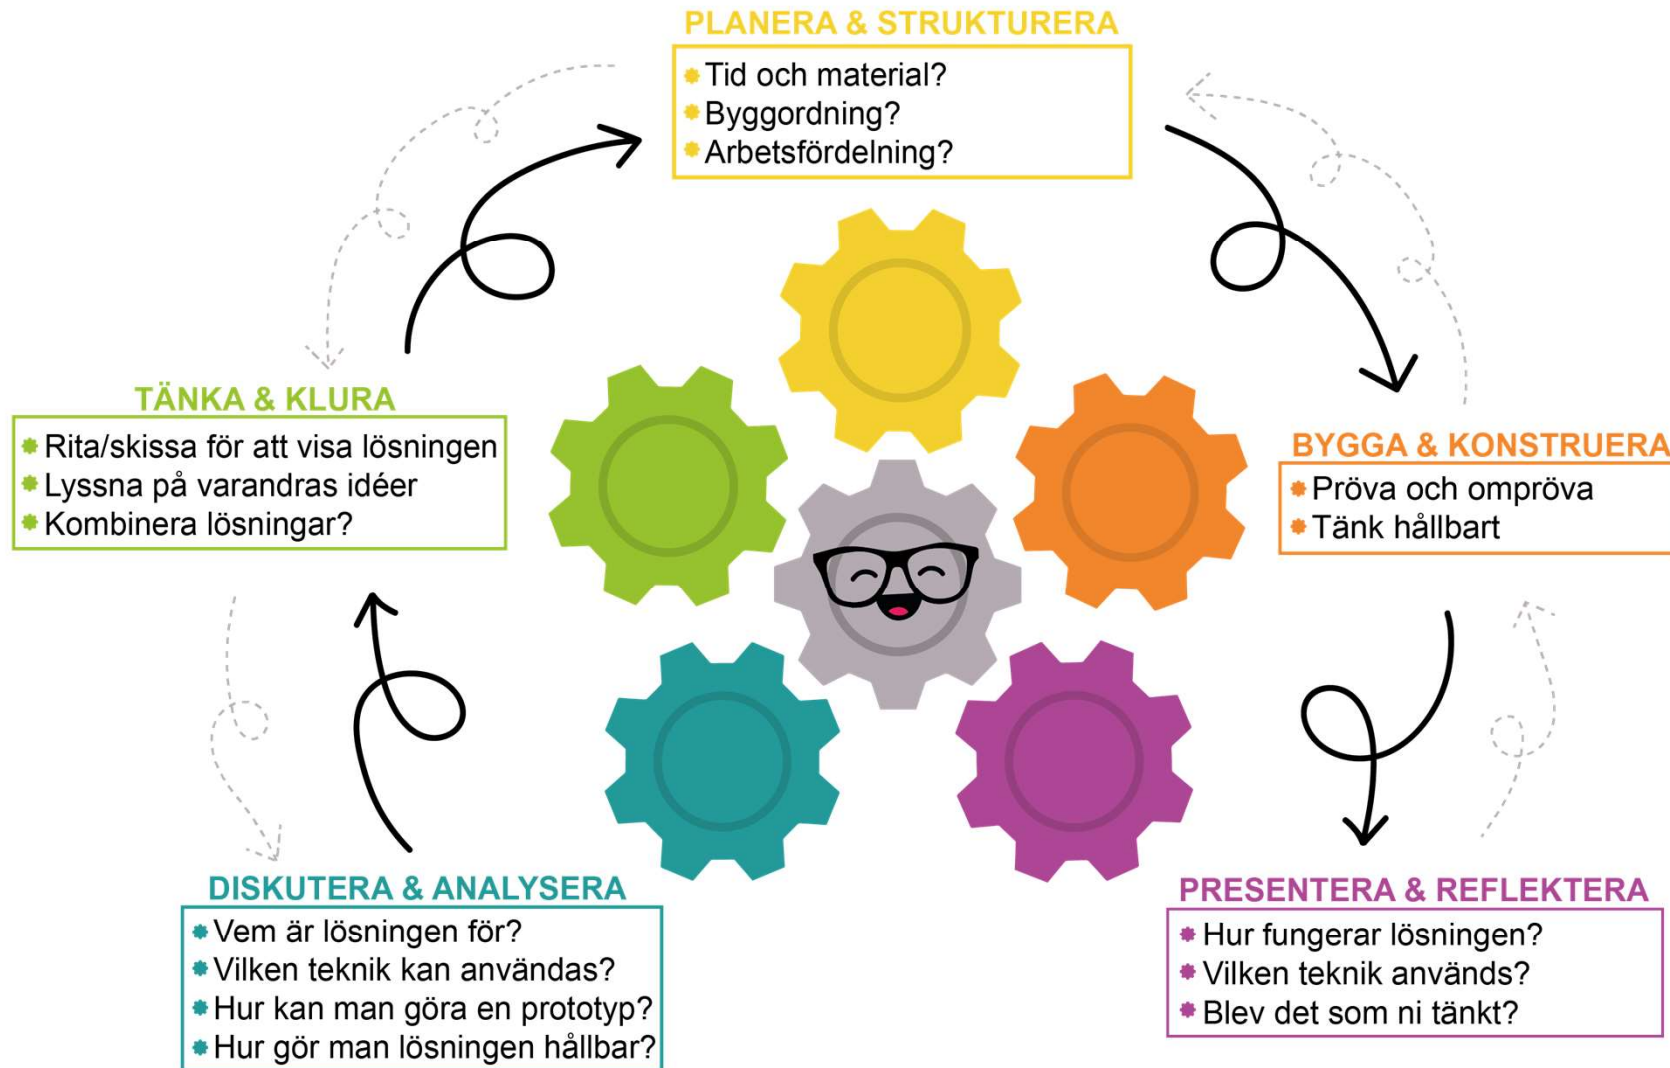 PLANERA & STRUKTURERA
Tid och material?
Byggordning?
Arbetsfördelning?
TÄNKA & KLURA
Rita/skissa för att visa lösningen
Lyssna på varandras idéer
Kombinera lösningar?
BYGGA & KONSTRUERA
Pröva och ompröva
Tänk hållbart
DISKUTERA & ANALYSERA
Vem är lösningen för?
Vilken teknik kan användas?
Hur kan man göra en prototyp?
Hur gör man lösningen hållbar?
PRESENTERA & REFLEKTERA
Hur fungerar lösningen?
Vilken teknik används?
Blev det som ni tänkt?